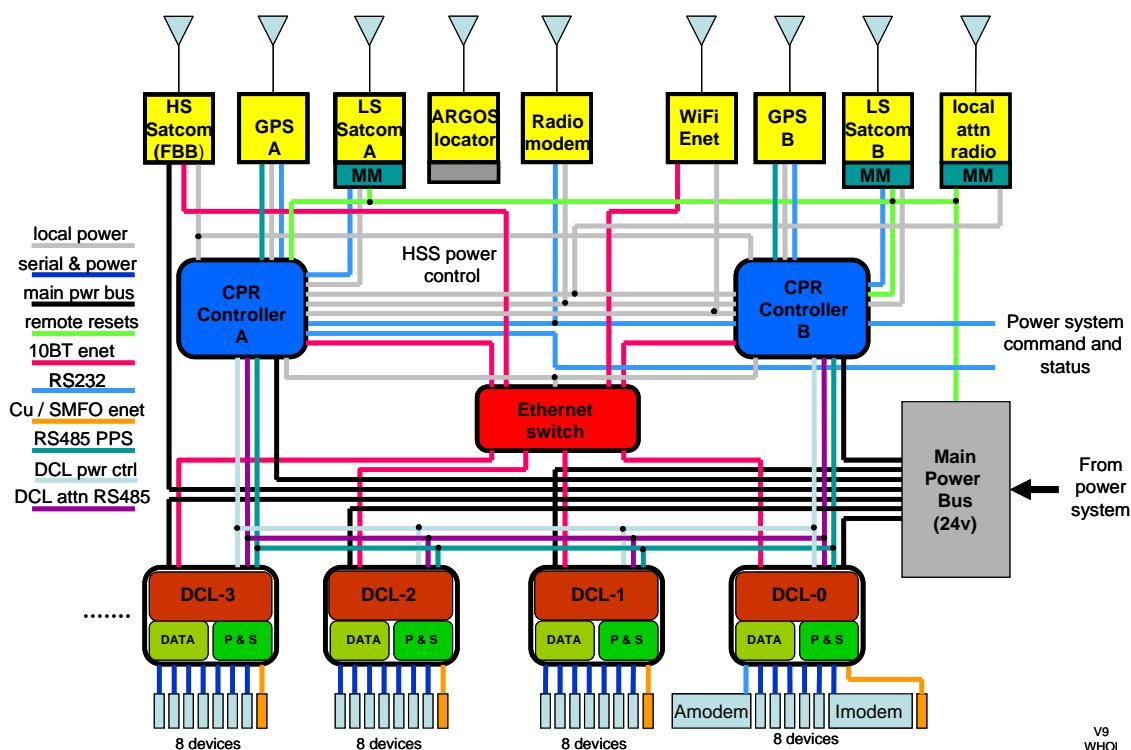 HS
Satcom
(FBB)
GPS
A
LS
Satcom
A
MM
ARGOS
locator
Radio
modem
WiFi
Enet
GPS
B
LS
Satcom
B
MM
local
attn
radio
MM
local power
serial & power
main pwr bus
remote resets
10BT enet
RS232
Cu / SMFO enet
RS485 PPS
DCL pwr ctrl
DCL attn RS485
HSS power
control
CPR
Controller
A
CPR
Controller
B
Power system
command and
status
Ethernet
switch
Main
Power
Bus
(24v)
From
power
system
.......
DCL-3
DATA
P & S
DCL-2
DATA
P & S
DCL-1
DATA
P & S
DCL-0
DATA
P & S
Amodem
Imodem
8 devices
8 devices
8 devices
8 devices
V9
WHOI